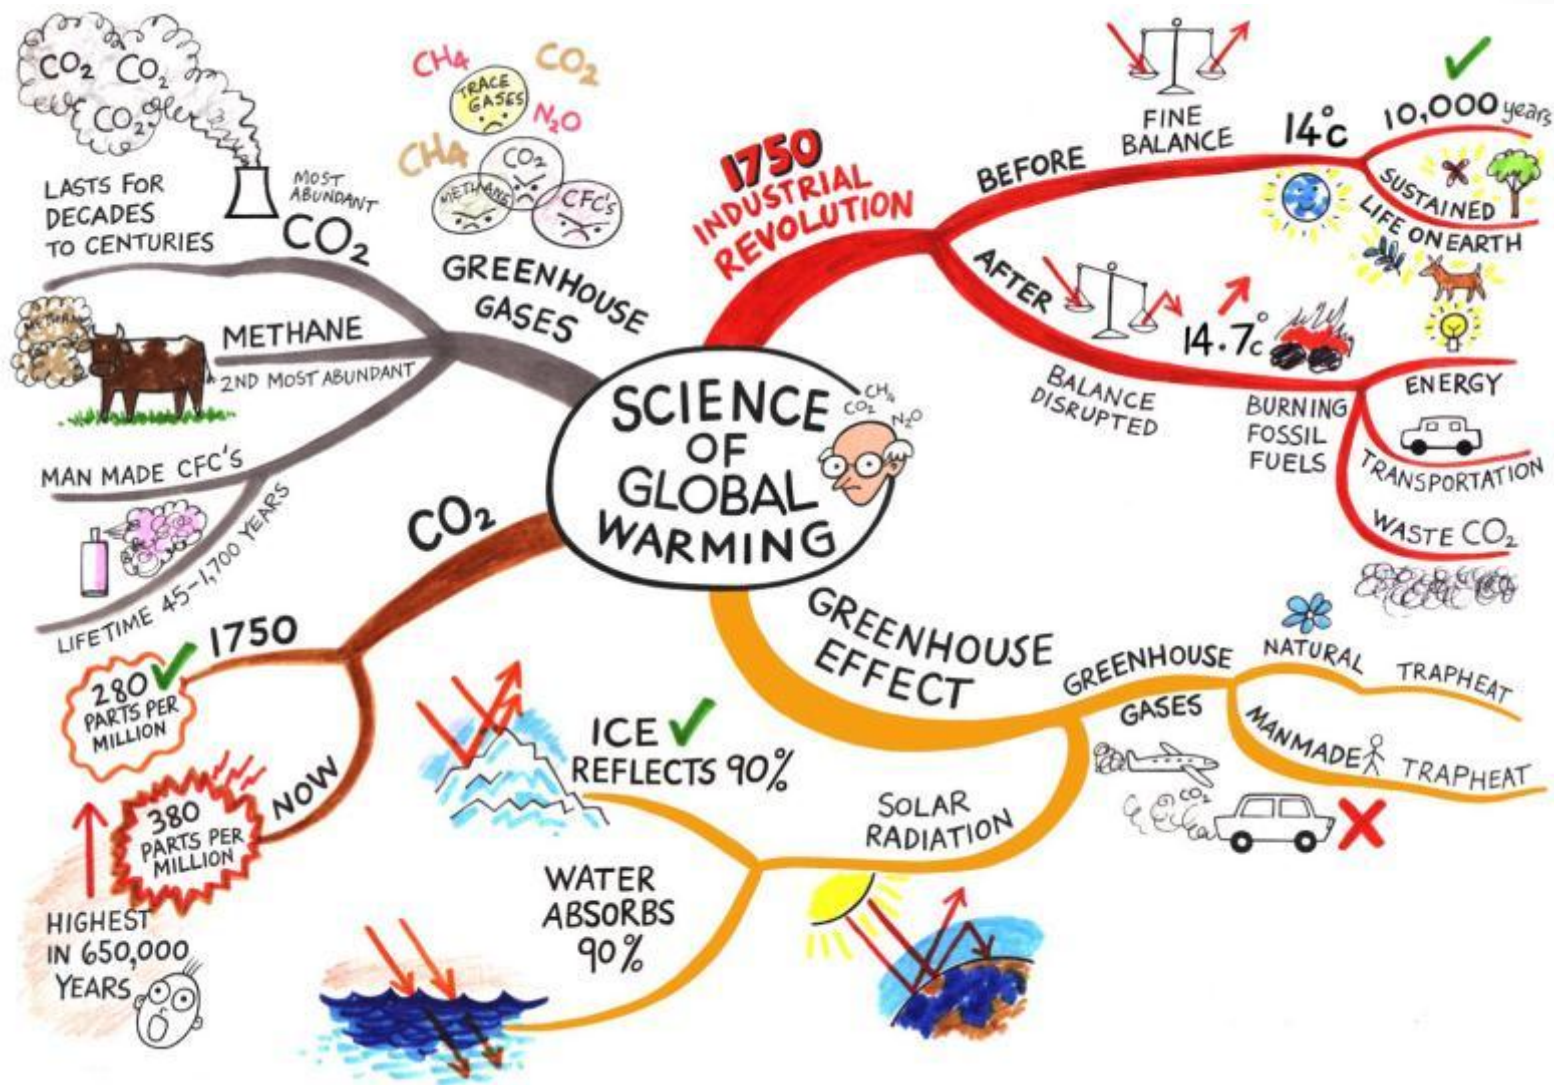 SCIENCE
OF
GLOBAL
WARMING
CH4
CO2
N2O
1750
INDUSTRIAL
REVOLUTION
BEFORE
FINE
BALANCE
14°c
10,000 years
SUSTAINED
LIFE ON EARTH
AFTER
BALANCE
DISRUPTED
14.7°c
BURNING
FOSSIL
FUELS
ENERGY
TRANSPORTATION
WASTE CO2
GREENHOUSE
EFFECT
GREENHOUSE
GASES
NATURAL
TRAPHEAT
MANMADE
TRAPHEAT
CO2
SOLAR
RADIATION
ICE
REFLECTS 90%
WATER
ABSORBS
90%
CO2
1750
280
PARTS PER
MILLION
NOW
380
PARTS PER
MILLION
HIGHEST
IN 650,000
YEARS
GREENHOUSE
GASES
CH4
CO2
TRACE
GASES
N2O
CH4
CO2
METHANE
CFC'S
CO2
MOST
ABUNDANT
LASTS FOR
DECADES
TO CENTURIES
CO2 CO2
CO2
METHANE
2ND MOST ABUNDANT
METHANE
MAN MADE CFC'S
LIFETIME 45-1,700 YEARS